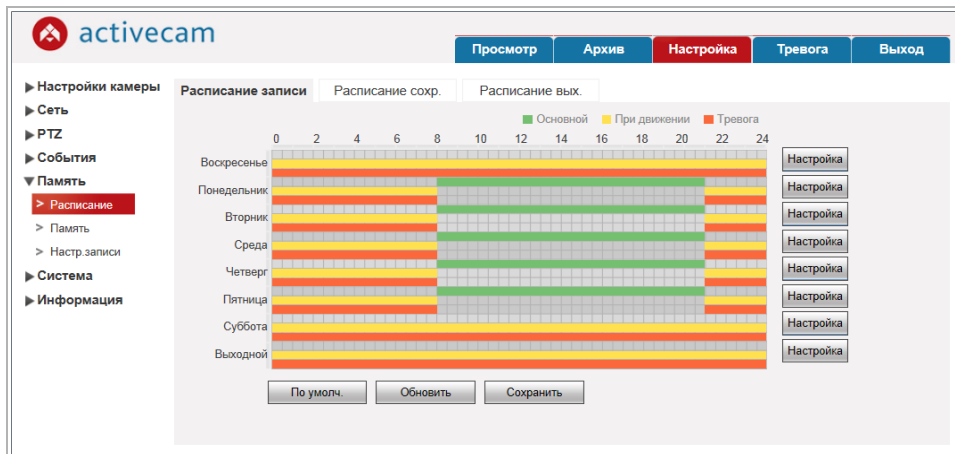 activecam
Просмотр Архив Настройка Тревога Выход
Настройки камеры
Сеть
PTZ
События
Память
> Расписание
> Память
> Настр.записи
Система
Информация
Расписание записи Расписание сохр. Расписание вых.
Основной При движении Тревога
0 2 4 6 8 10 12 14 16 18 20 22 24
Воскресенье Настройка
Понедельник Настройка
Вторник Настройка
Среда Настройка
Четверг Настройка
Пятница Настройка
Суббота Настройка
Выходной Настройка
По умолч. Обновить Сохранить